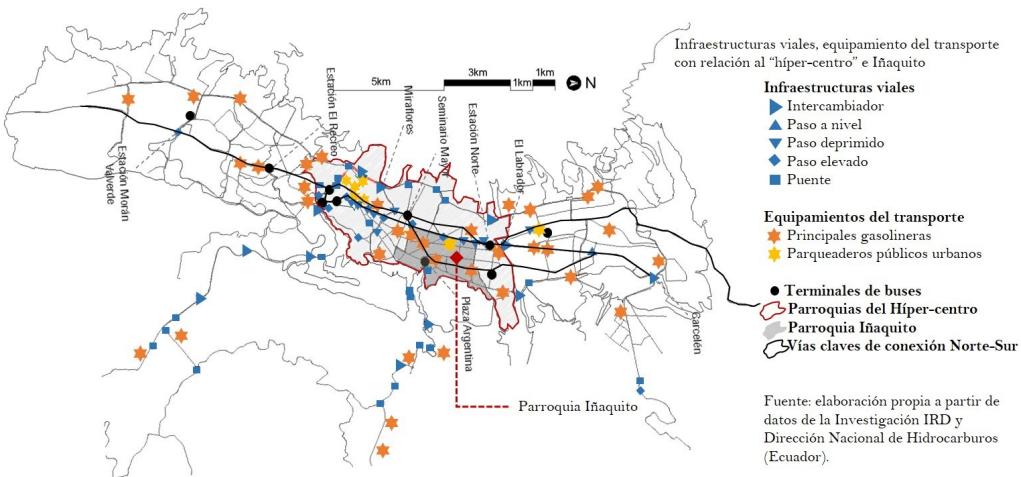 Infraestructuras viales, equipamiento del transporte
con relación al “híper-centro” e Iñaquito
Infraestructuras viales
Intercambiador
Paso a nivel
Paso deprimido
Paso elevado
Puente
Equipamientos del transporte
Principales gasolineras
Parqueaderos públicos urbanos
Terminales de buses
Parroquias del Híper-centro
Parroquia Iñaquito
Vías claves de conexión Norte-Sur
Fuente: elaboración propia a partir de
datos de la Investigación IRD y
Dirección Nacional de Hidrocarburos
(Ecuador).
3km
1km
5km
1km
N
Estación Morán
Valverde
Estación El Recreo
Miraflores
Seminario Mayor
Estación Norte
El Labrador
Plaza Argentina
Carcelén
Parroquia Iñaquito